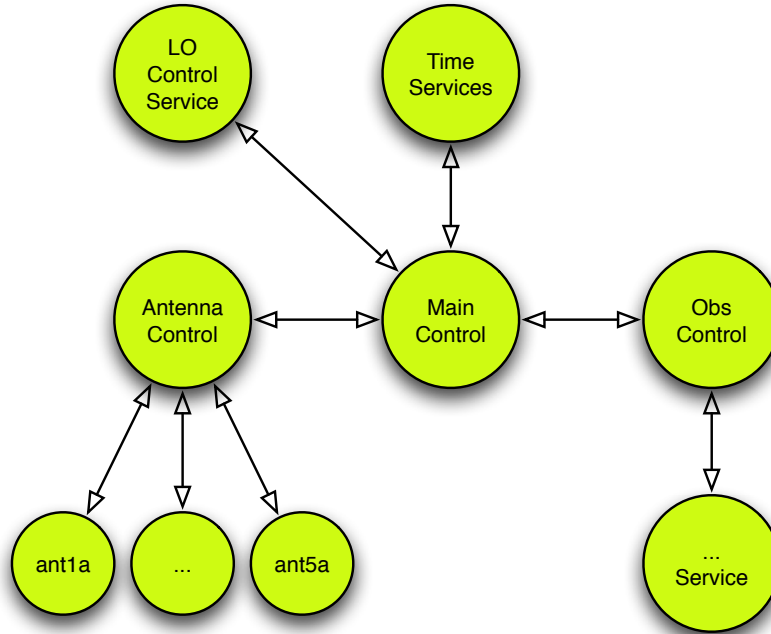 LO
Control
Service
Time
Services
Antenna
Control
Main
Control
Obs
Control
ant1a
...
ant5a
...
Service